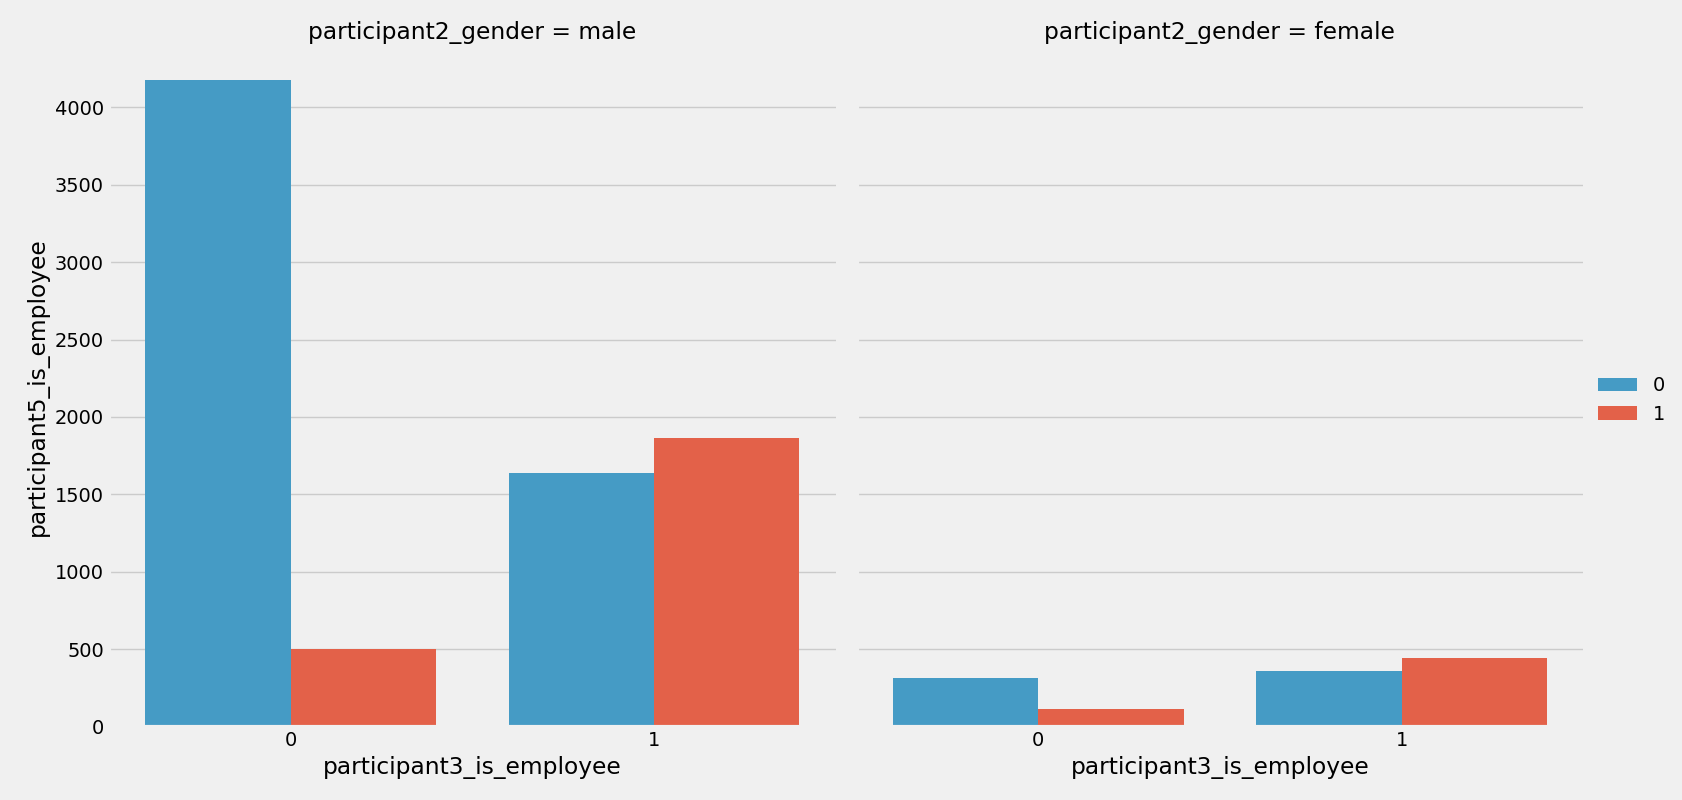 participant2_gender = male
participant2_gender = female
participant5_is_employee
4000
3500
3000
2500
2000
1500
1000
500
0
0 1
0 1
participant3_is_employee
participant3_is_employee
0
1